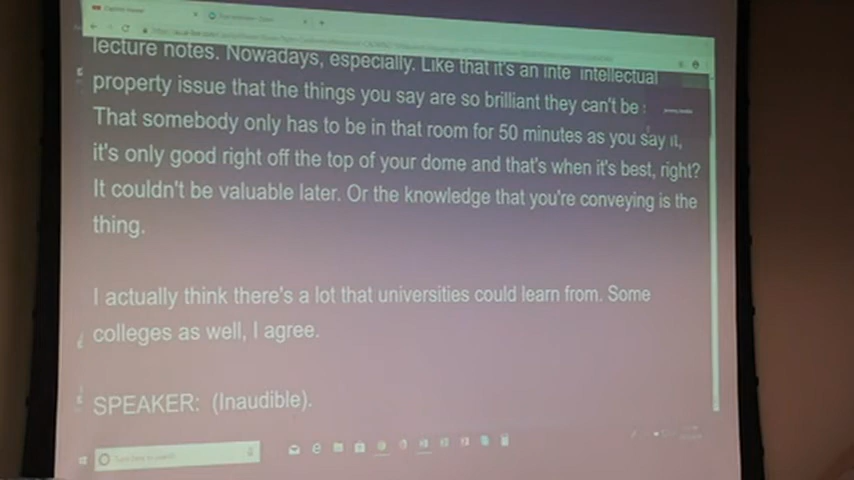 lecture notes. Nowadays, especially. Like that it's an inte intellectual
property issue that the things you say are so brilliant they can't be
That somebody only has to be in that room for 50 minutes as you say it,
it's only good right off the top of your dome and that's when it's best, right?
It couldn't be valuable later. Or the knowledge that you're conveying is the
thing.
I actually think there's a lot that universities could learn from. Some
colleges as well, I agree.
SPEAKER: (Inaudible).
Type here to search